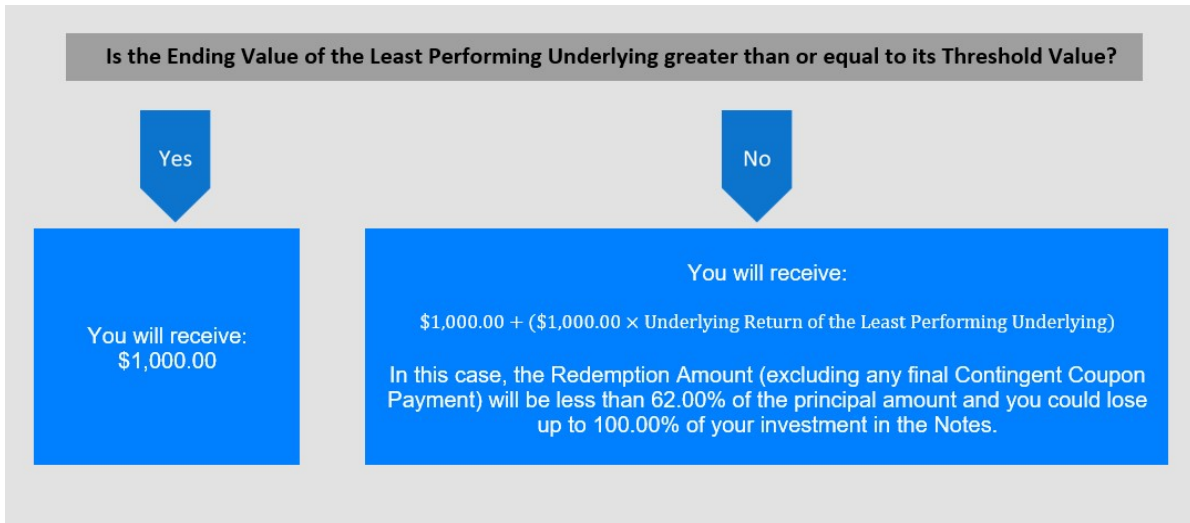 Is the Ending Value of the Least Performing Underlying greater than or equal to its Threshold Value?
Yes
No
You will receive:
$1,000.00
You will receive:
$1,000.00 + ($1,000.00 × Underlying Return of the Least Performing Underlying)
In this case, the Redemption Amount (excluding any final Contingent Coupon
Payment) will be less than 62.00% of the principal amount and you could lose
up to 100.00% of your investment in the Notes.